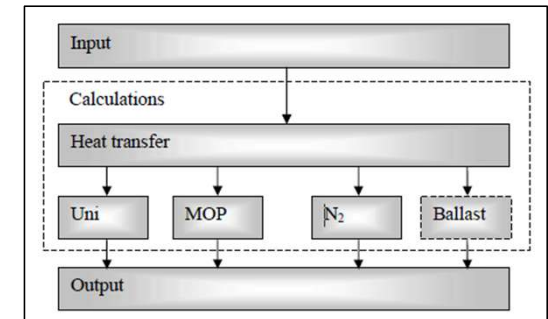 Input
Calculations
Heat transfer
Uni MOP N₂ Ballast
Output